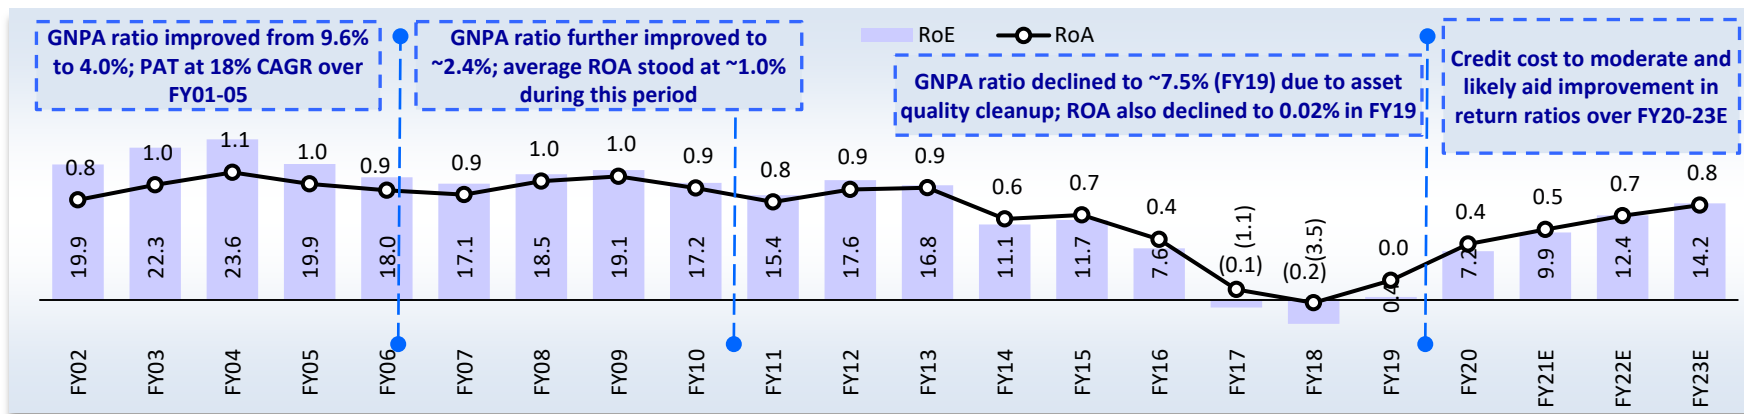 GNPA ratio improved from 9.6%
to 4.0%; PAT at 18% CAGR over
FY01-05
GNPA ratio further improved to
~2.4%; average ROA stood at ~1.0%
during this period
RoE
RoA
GNPA ratio declined to ~7.5% (FY19) due to asset
quality cleanup; ROA also declined to 0.02% in FY19
Credit cost to moderate and
likely aid improvement in
return ratios over FY20-23E
0.8 1.0 1.1 1.0 0.9 0.9 1.0 1.0 0.9 0.8 0.9 0.9 0.6 0.7 0.4 (0.1) (0.2) 0.0 0.4 0.5 0.7 0.8
19.9 22.3 23.6 19.9 18.0 17.1 18.5 19.1 17.2 15.4 17.6 16.8 11.1 11.7 7.6 (1.1) (3.5) 0.4 7.2 9.9 12.4 14.2
FY02 FY03 FY04 FY05 FY06 FY07 FY08 FY09 FY10 FY11 FY12 FY13 FY14 FY15 FY16 FY17 FY18 FY19 FY20 FY21E FY22E FY23E